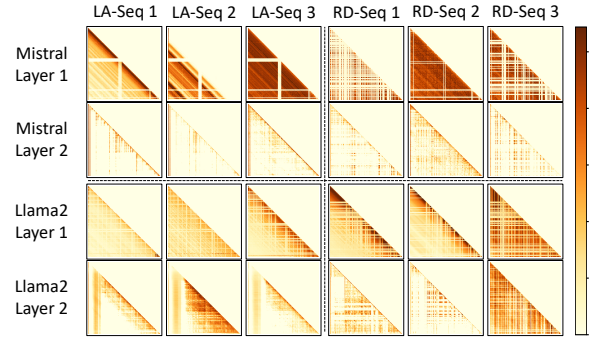 LA-Seq 1 LA-Seq 2 LA-Seq 3 RD-Seq 1 RD-Seq 2 RD-Seq 3
Mistral
Layer 1
Mistral
Layer 2
Llama2
Layer 1
Llama2
Layer 2